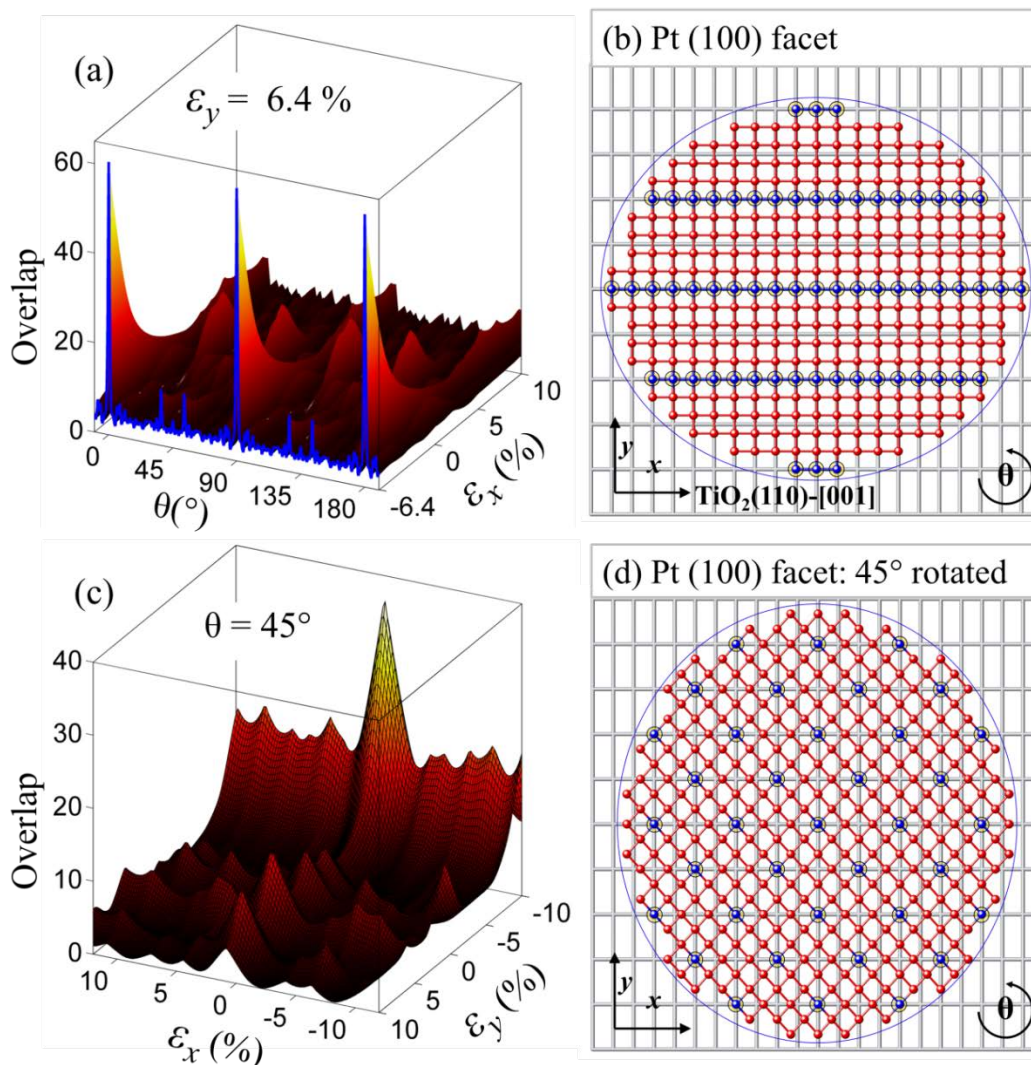 (a)
εy = 6.4 %
Overlap
60
40
20
0
0
45
90
135
180
θ(°)
-6.4
0
5
10
εx (%)
(b) Pt (100) facet
y
x
TiO2(110)-[001]
θ
(c)
θ = 45°
Overlap
40
30
20
10
0
10
5
0
-5
-10
εx (%)
10
5
0
-5
-10
εy (%)
(d) Pt (100) facet: 45° rotated
y
x
θ